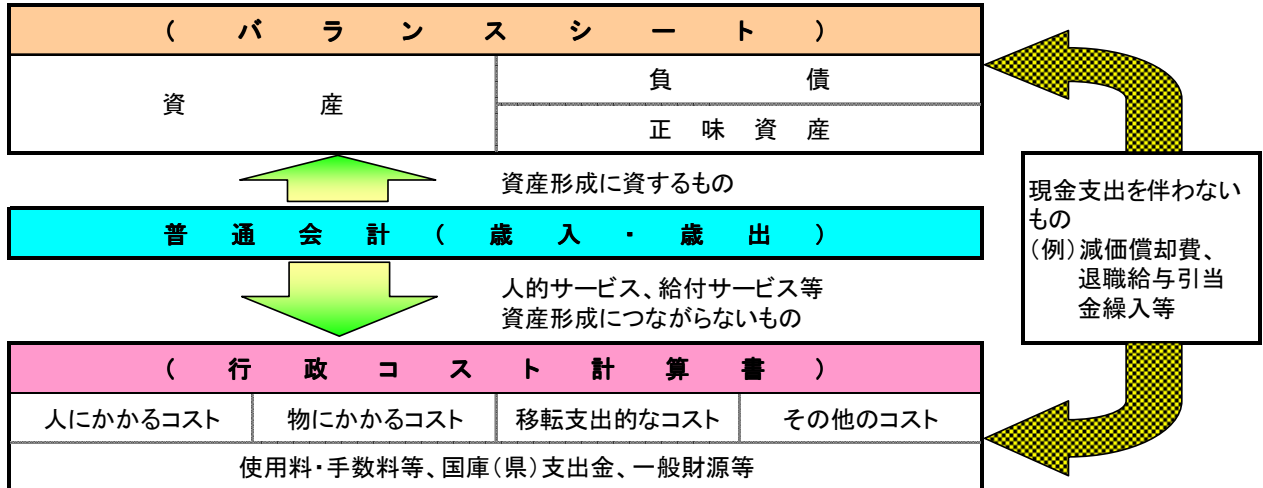 （バランスシート）
資産
負債
正味資産
資産形成に資するもの
普通会計（歳入・歳出）
人的サービス、給付サービス等
資産形成につながらないもの
現金支出を伴わない
もの
（例）減価償却費、
退職給与引当
金繰入等
（行政コスト計算書）
人にかかるコスト
物にかかるコスト
移転支出的なコスト
その他のコスト
使用料・手数料等、国庫（県）支出金、一般財源等